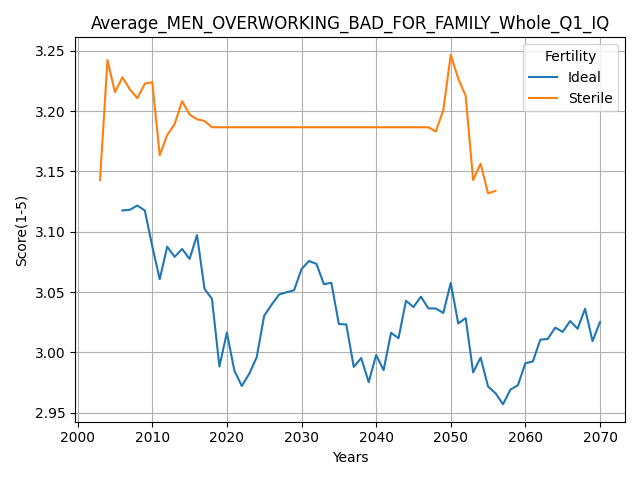 Average_MEN_OVERWORKING_BAD_FOR_FAMILY_Whole_Q1_IQ
Fertility
Ideal
Sterile
Score(1-5)
3.25
3.20
3.15
3.10
3.05
3.00
2.95
2000 2010 2020 2030 2040 2050 2060 2070
Years